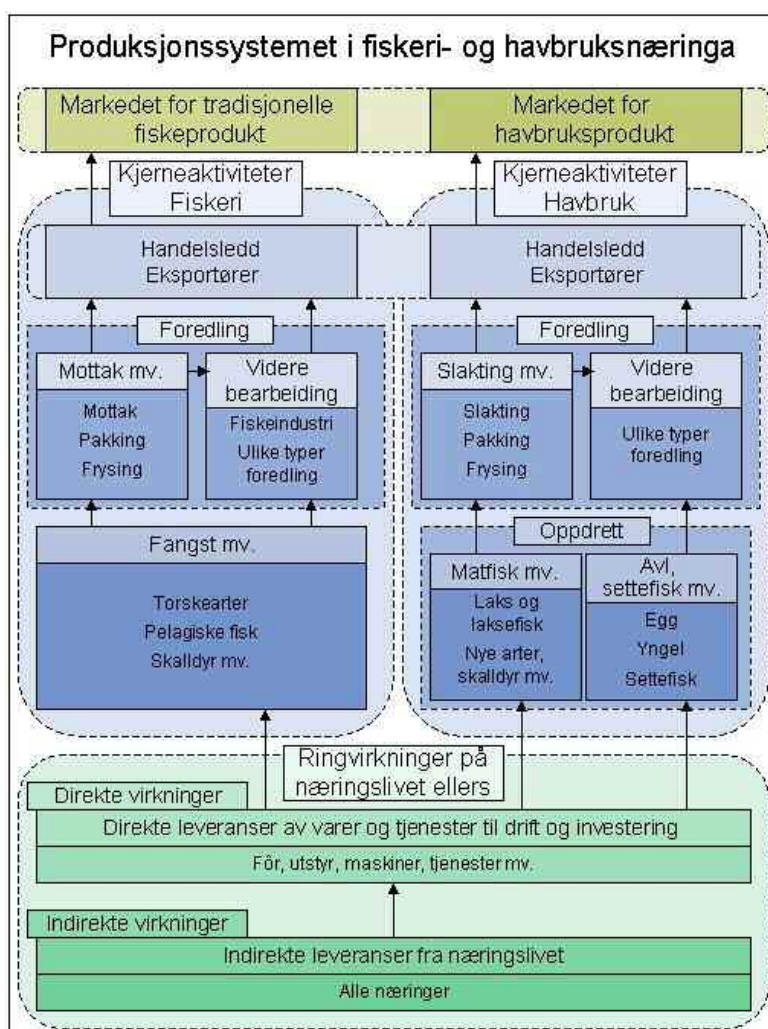 Produksjonssystemet i fiskeri- og havbruksnæringa
Markedet for tradisjonelle
fiskeprodukt
Markedet for
havbruksprodukt
Kjerneaktiviteter
Fiskeri
Kjerneaktiviteter
Havbruk
Handelsledd
Eksportører
Handelsledd
Eksportører
Foredling
Mottak mv.
Mottak
Pakking
Frysing
Videre
bearbeiding
Fiskeindustri
Ulike typer
foredling
Foredling
Slakting mv.
Slakting
Pakking
Frysing
Videre
bearbeiding
Ulike typer
foredling
Fangst mv.
Torskearter
Pelagiske fisk
Skalldyr mv.
Oppdrett
Matfisk mv.
Laks og
laksefisk
Nye arter,
skalldyr mv.
Avl,
settefisk mv.
Egg
Yngel
Settefisk
Ringvirkninger på
næringslivet ellers
Direkte virkninger
Direkte leveranser av varer og tjenester til drift og investering
Fôr, utstyr, maskiner, tjenester mv.
Indirekte virkninger
Indirekte leveranser fra næringslivet
Alle næringer